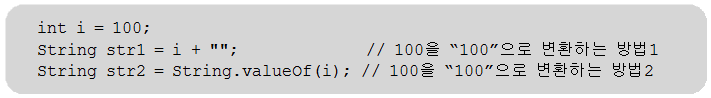 int i = 100;
String str1 = i + "";                // 100을 “100”으로 변환하는 방법1
String str2 = String.valueOf(i); // 100을 “100”으로 변환하는 방법2